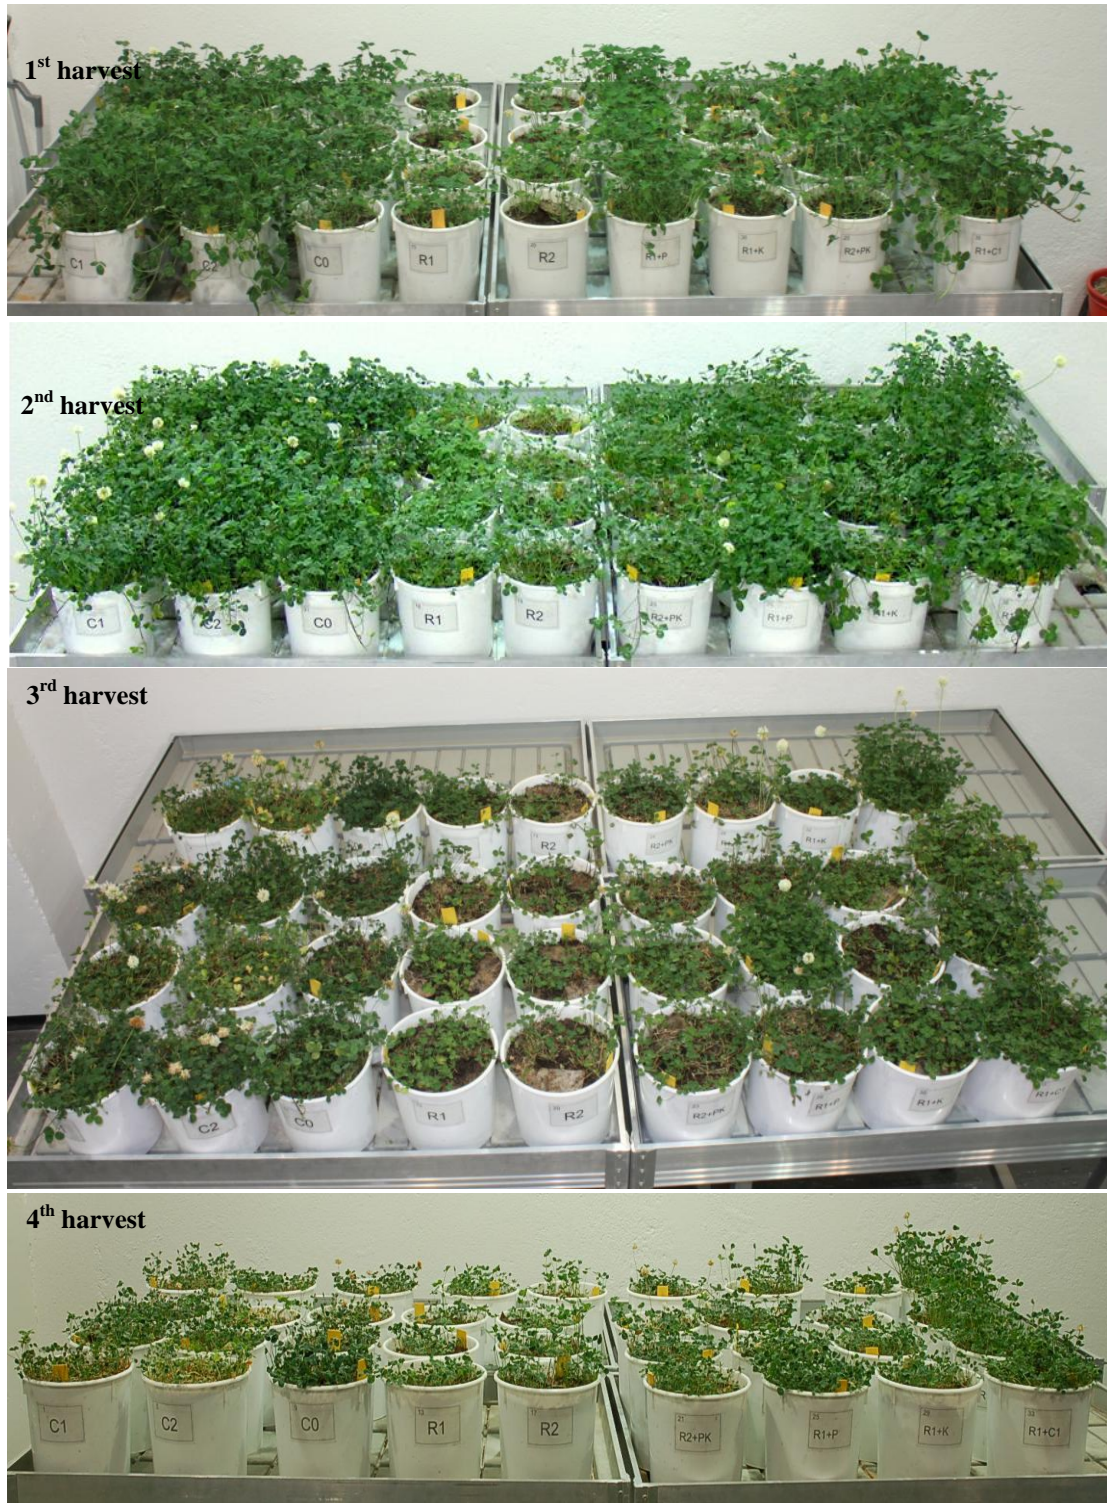 1st harvest
C1 C2 C0 R1 R2 R1+P R1+K R2+PK R1+C1
2nd harvest
C1 C2 C0 R1 R2 R2+PK R1+P R1+K
3rd harvest
R2 R2+PK R1+K
C2 C0 R1 R2 R2+PK R1+P R1+K R1+C1
4th harvest
C1 C2 C0 R1 R2 R2+PK R1+P R1+K R1+C1